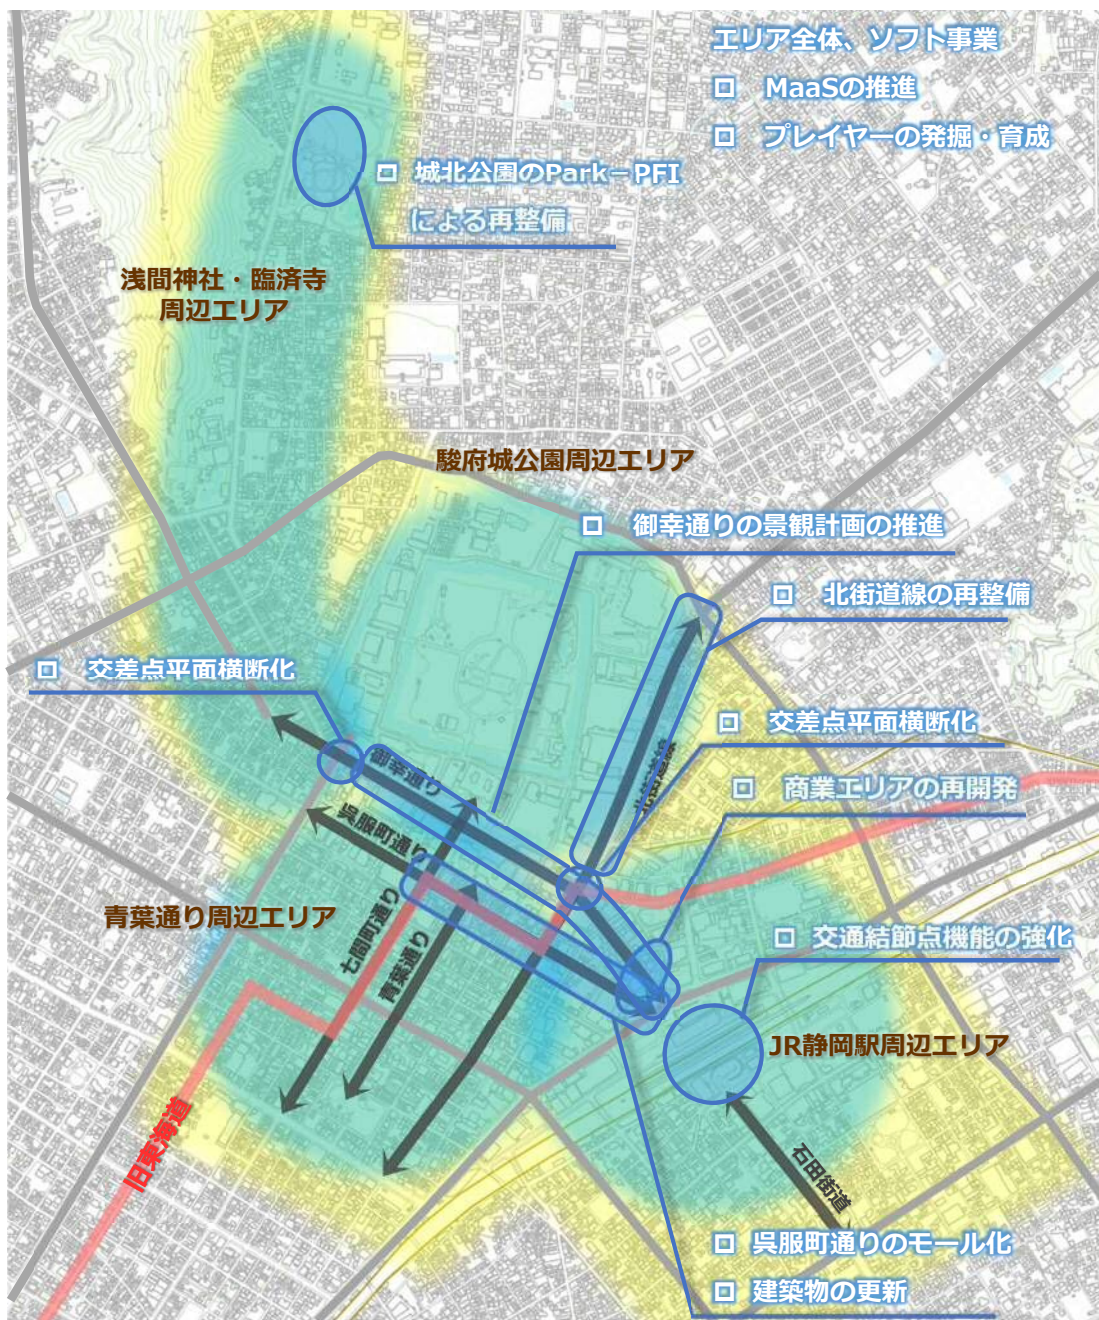 エリア全体、ソフト事業
□ MaaSの推進
□ プレイヤーの発掘・育成
□ 城北公園のPark－PFI
による再整備
浅間神社・臨済寺
周辺エリア
駿府城公園周辺エリア
□ 御幸通りの景観計画の推進
□ 北街道線の再整備
□ 交差点平面横断化
□ 交差点平面横断化
北街道線
御幸通り
□ 商業エリアの再開発
呉服町通り
青葉通り周辺エリア
七間町通り
青葉通り
□ 交通結節点機能の強化
JR静岡駅周辺エリア
旧東海道
石田街道
□ 呉服町通りのモール化
□ 建築物の更新